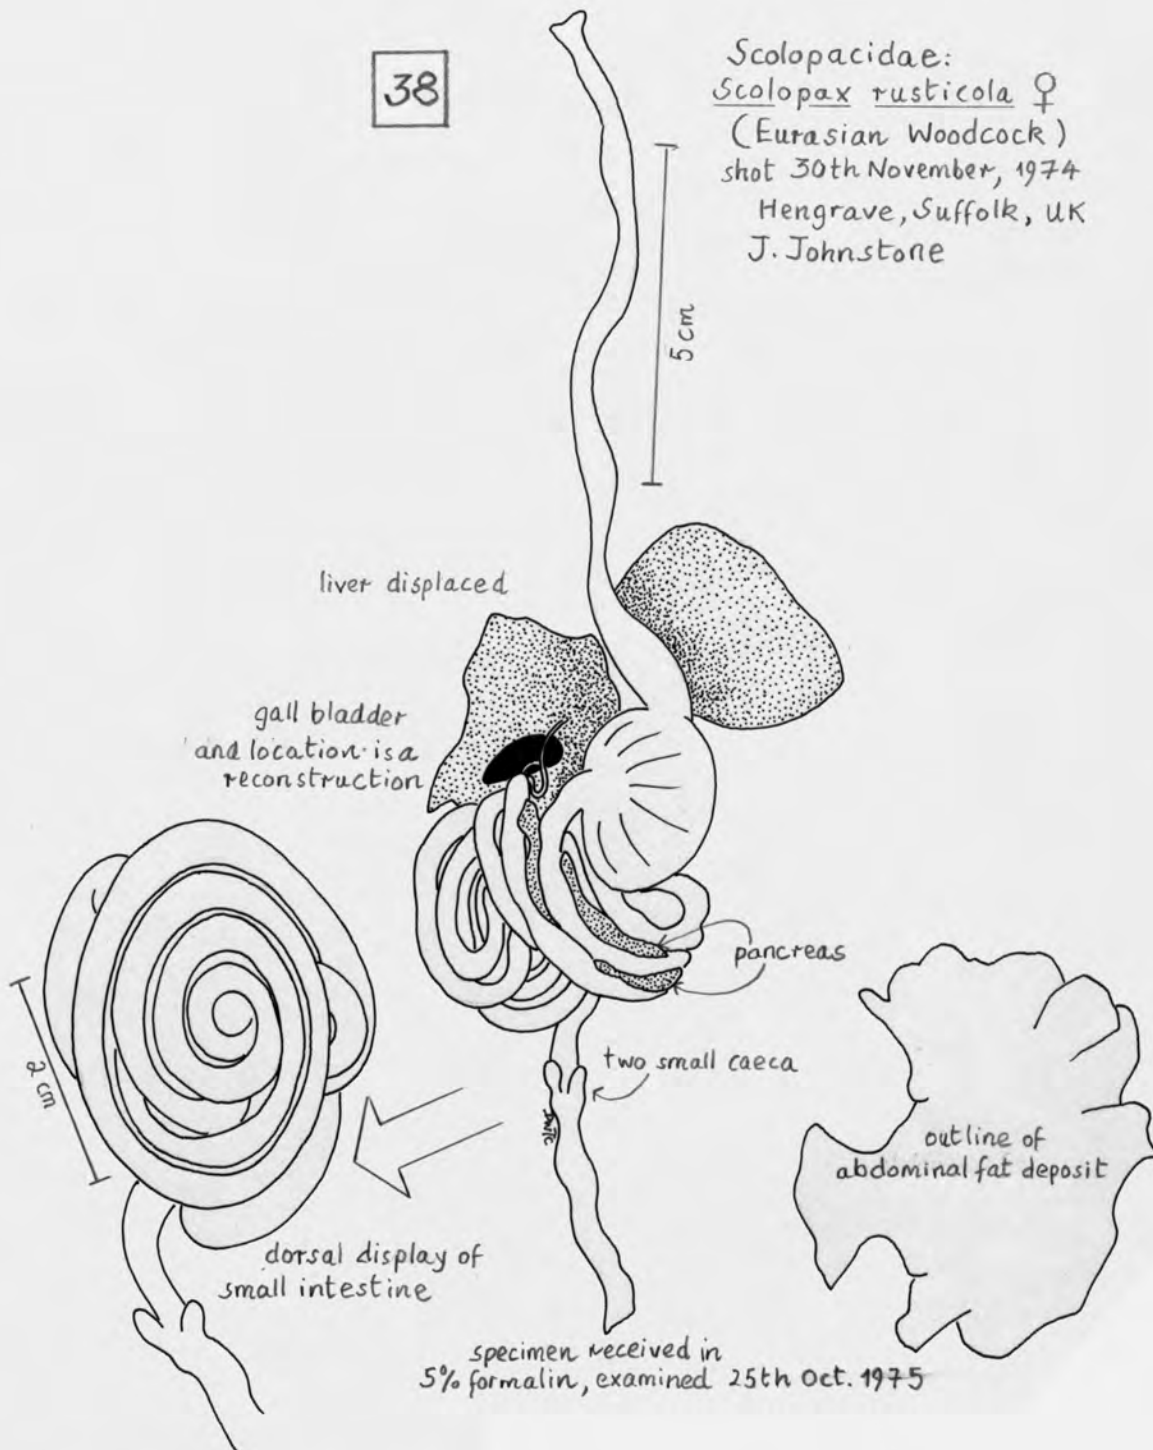 38
Scolopacidae:
Scolopax rusticola ♀
(Eurasian Woodcock)
shot 30th November, 1974
Hengrave, Suffolk, UK
J. Johnstone
5 cm
liver displaced
gall bladder
and location is a
reconstruction
pancreas
2 cm
two small caeca
outline of
abdominal fat deposit
dorsal display of
small intestine
specimen received in
5% formalin, examined 25th Oct. 1975